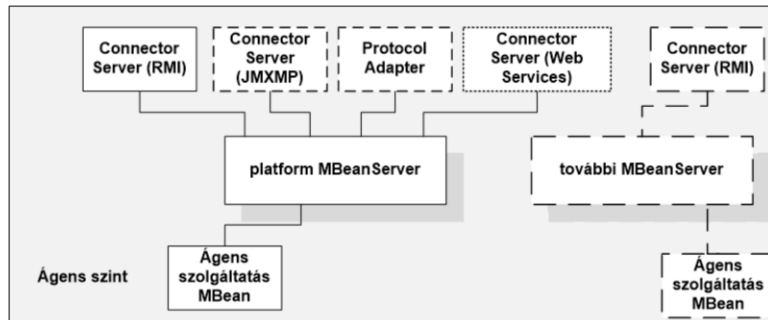 Connector
Server (RMI)
Connector
Server
(JMXMP)
Protocol
Adapter
Connector
Server (Web
Services)
Connector
Server (RMI)
platform MBeanServer
további MBeanServer
Ágens szint
Ágens
szolgáltatás
MBean
Ágens
szolgáltatás
MBean